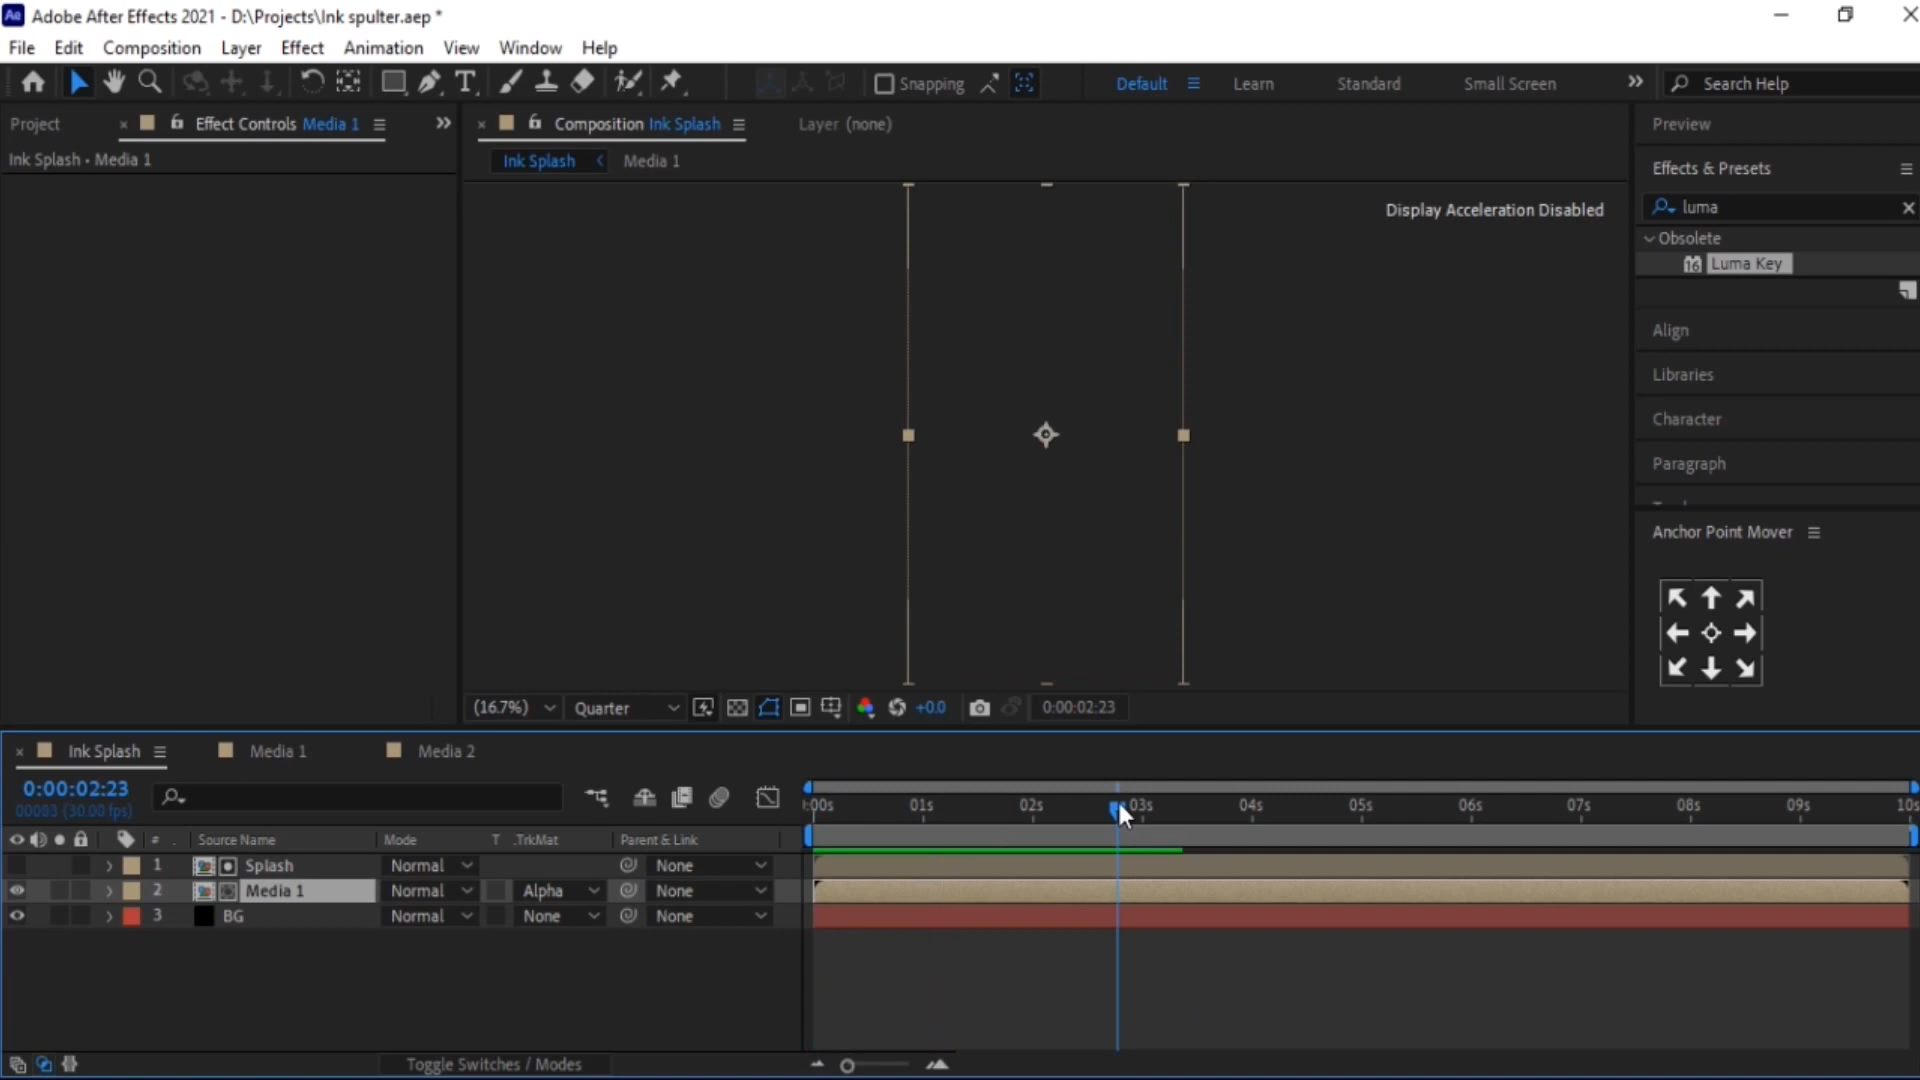 Ae Adobe After Effects 2021 - D:\Projects\Ink spulter.aep *
File Edit Composition Layer Effect Animation View Window Help
Snapping Default Learn Standard Small Screen Search Help
Project Effect Controls Media 1
Ink Splash • Media 1
Composition Ink Splash Layer (none)
Ink Splash Media 1
Display Acceleration Disabled
Preview
Effects & Presets
luma
Obsolete
16 Luma Key
Align
Libraries
Character
Paragraph
Anchor Point Mover
(16.7%) Quarter +0.0 0:00:02:23
Ink Splash Media 1 Media 2
0:00:02:23
00083 (30.00 fps)
:00s 01s 02s 03s 04s 05s 06s 07s 08s 09s 10s
# Source Name Mode T .TrkMat Parent & Link
1 Splash Normal None
2 Media 1 Normal Alpha None
3 BG Normal None None
Toggle Switches / Modes